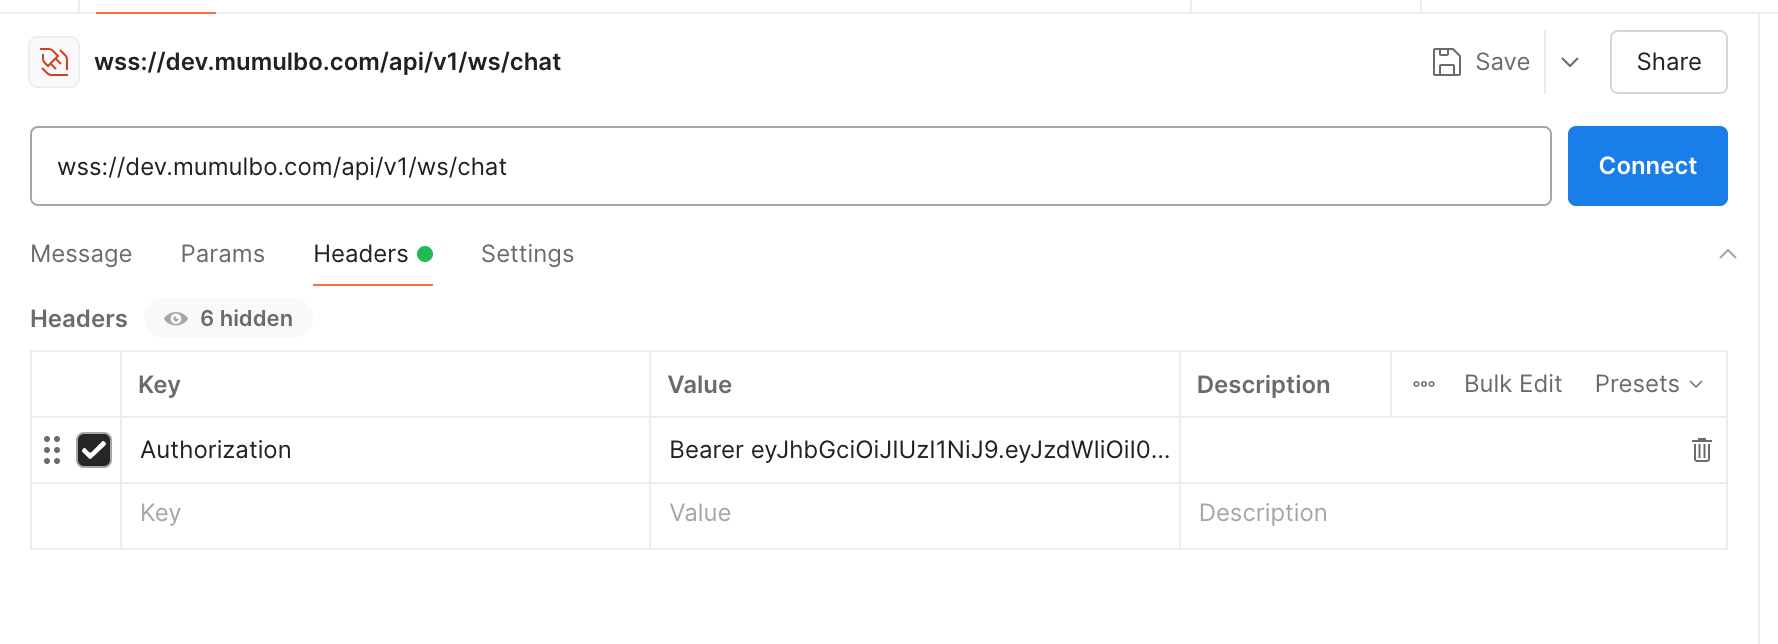 wss://dev.mumulbo.com/api/v1/ws/chat
Save
Share
wss://dev.mumulbo.com/api/v1/ws/chat
Connect
Message Params Headers Settings
Headers 6 hidden
Key Value Description Bulk Edit Presets
Authorization Bearer eyJhbGciOiJIUzI1NiJ9.eyJzdWIiOiI0...
Key Value Description